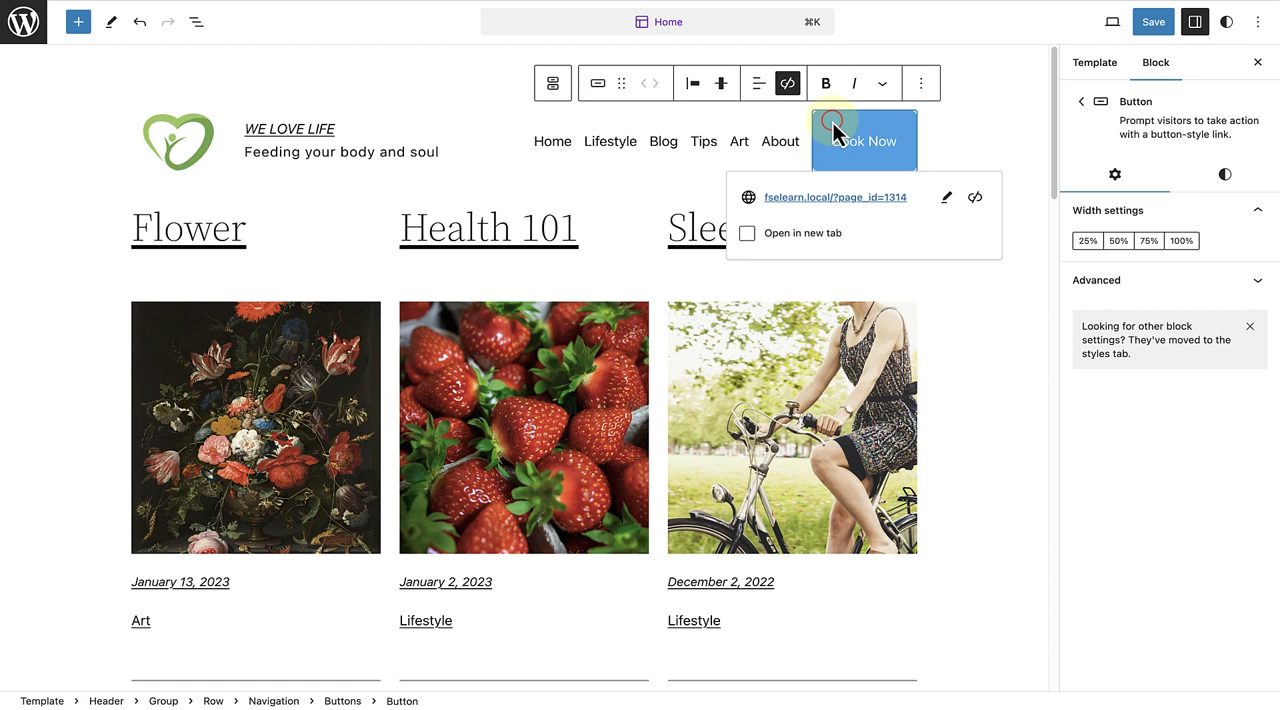 Home
⌘K
Save
Template
Block
B
I
Button
Prompt visitors to take action
with a button-style link.
WE LOVE LIFE
Feeding your body and soul
Home Lifestyle Blog Tips Art About
fselearn.local/?page_id=1314
Open in new tab
Width settings
25% 50% 75% 100%
Advanced
Looking for other block
settings? They've moved to the
styles tab.
Flower
Health 101
January 13, 2023
January 2, 2023
December 2, 2022
Art
Lifestyle
Lifestyle
Template > Header > Group > Row > Navigation > Buttons > Button